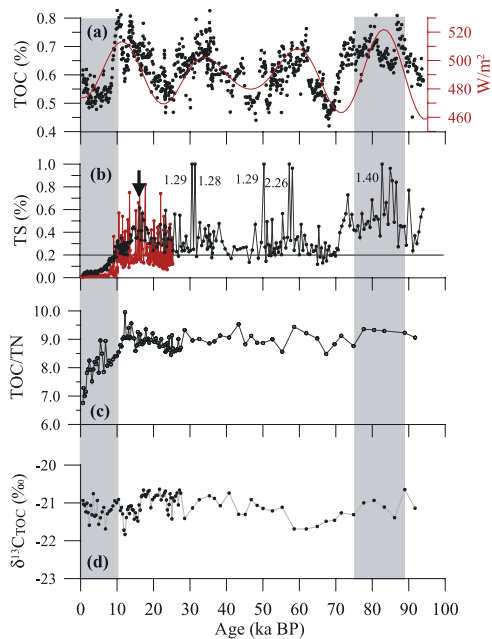 0.8
(a)
520
0.7
500
TOC (%)
0.6
W/m²
480
0.5
460
0.4
1.0
(b)
1.29
1.28
1.29
2.26
1.40
0.8
TS (%)
0.6
0.4
0.2
0.0
10.0
9.0
TOC/TN
8.0
7.0
(c)
6.0
-20
-21
δ¹³C_TOC (‰)
-22
(d)
-23
0 10 20 30 40 50 60 70 80 90 100
Age (ka BP)